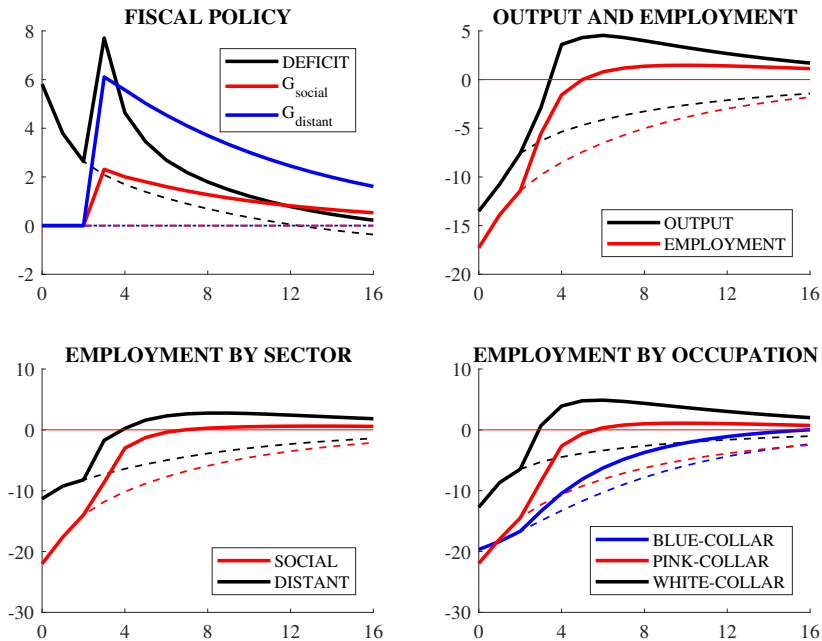 FISCAL POLICY
8
6
4
2
0
-2
0 4 8 12 16
DEFICIT
G_social
G_distant
OUTPUT AND EMPLOYMENT
5
0
-5
-10
-15
-20
0 4 8 12 16
OUTPUT
EMPLOYMENT
EMPLOYMENT BY SECTOR
10
0
-10
-20
-30
0 4 8 12 16
SOCIAL
DISTANT
EMPLOYMENT BY OCCUPATION
10
0
-10
-20
-30
0 4 8 12 16
BLUE-COLLAR
PINK-COLLAR
WHITE-COLLAR